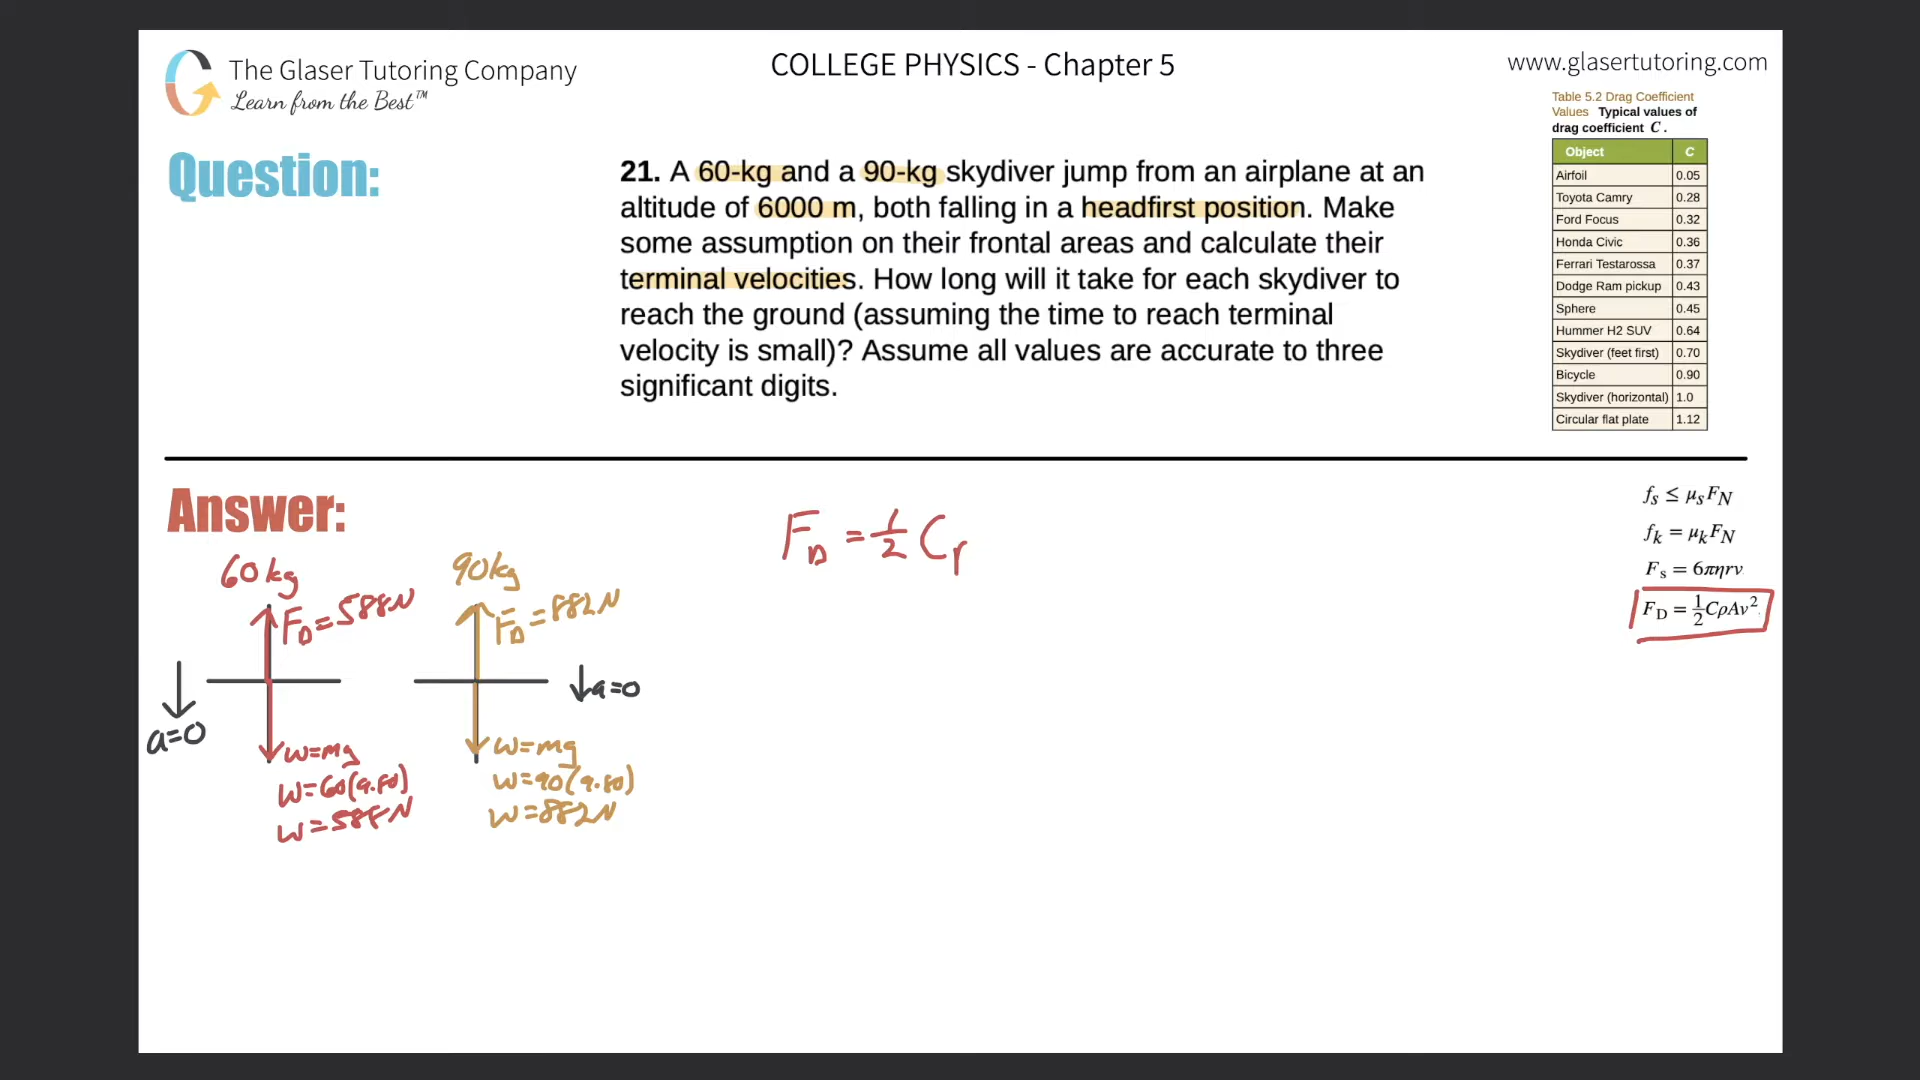 The Glaser Tutoring Company
Learn from the Best™
COLLEGE PHYSICS - Chapter 5
www.glasertutoring.com
Table 5.2 Drag Coefficient
Values Typical values of
drag coefficient C .
Object C
Airfoil 0.05
Toyota Camry 0.28
Ford Focus 0.32
Honda Civic 0.36
Ferrari Testarossa 0.37
Dodge Ram pickup 0.43
Sphere 0.45
Hummer H2 SUV 0.64
Skydiver (feet first) 0.70
Bicycle 0.90
Skydiver (horizontal) 1.0
Circular flat plate 1.12
Question:
21. A 60-kg and a 90-kg skydiver jump from an airplane at an
altitude of 6000 m, both falling in a headfirst position. Make
some assumption on their frontal areas and calculate their
terminal velocities. How long will it take for each skydiver to
reach the ground (assuming the time to reach terminal
velocity is small)? Assume all values are accurate to three
significant digits.
Answer:
60 kg
F_D = 588N
a=0
w=mg
w=60(9.80)
w=588N
90kg
F_D = 882N
a=0
w=mg
w=90(9.80)
w=882N
F_D = 1/2 Cρ
f_s ≤ μ_s F_N
f_k = μ_k F_N
F_s = 6πηrv
F_D = 1/2 CρAv²